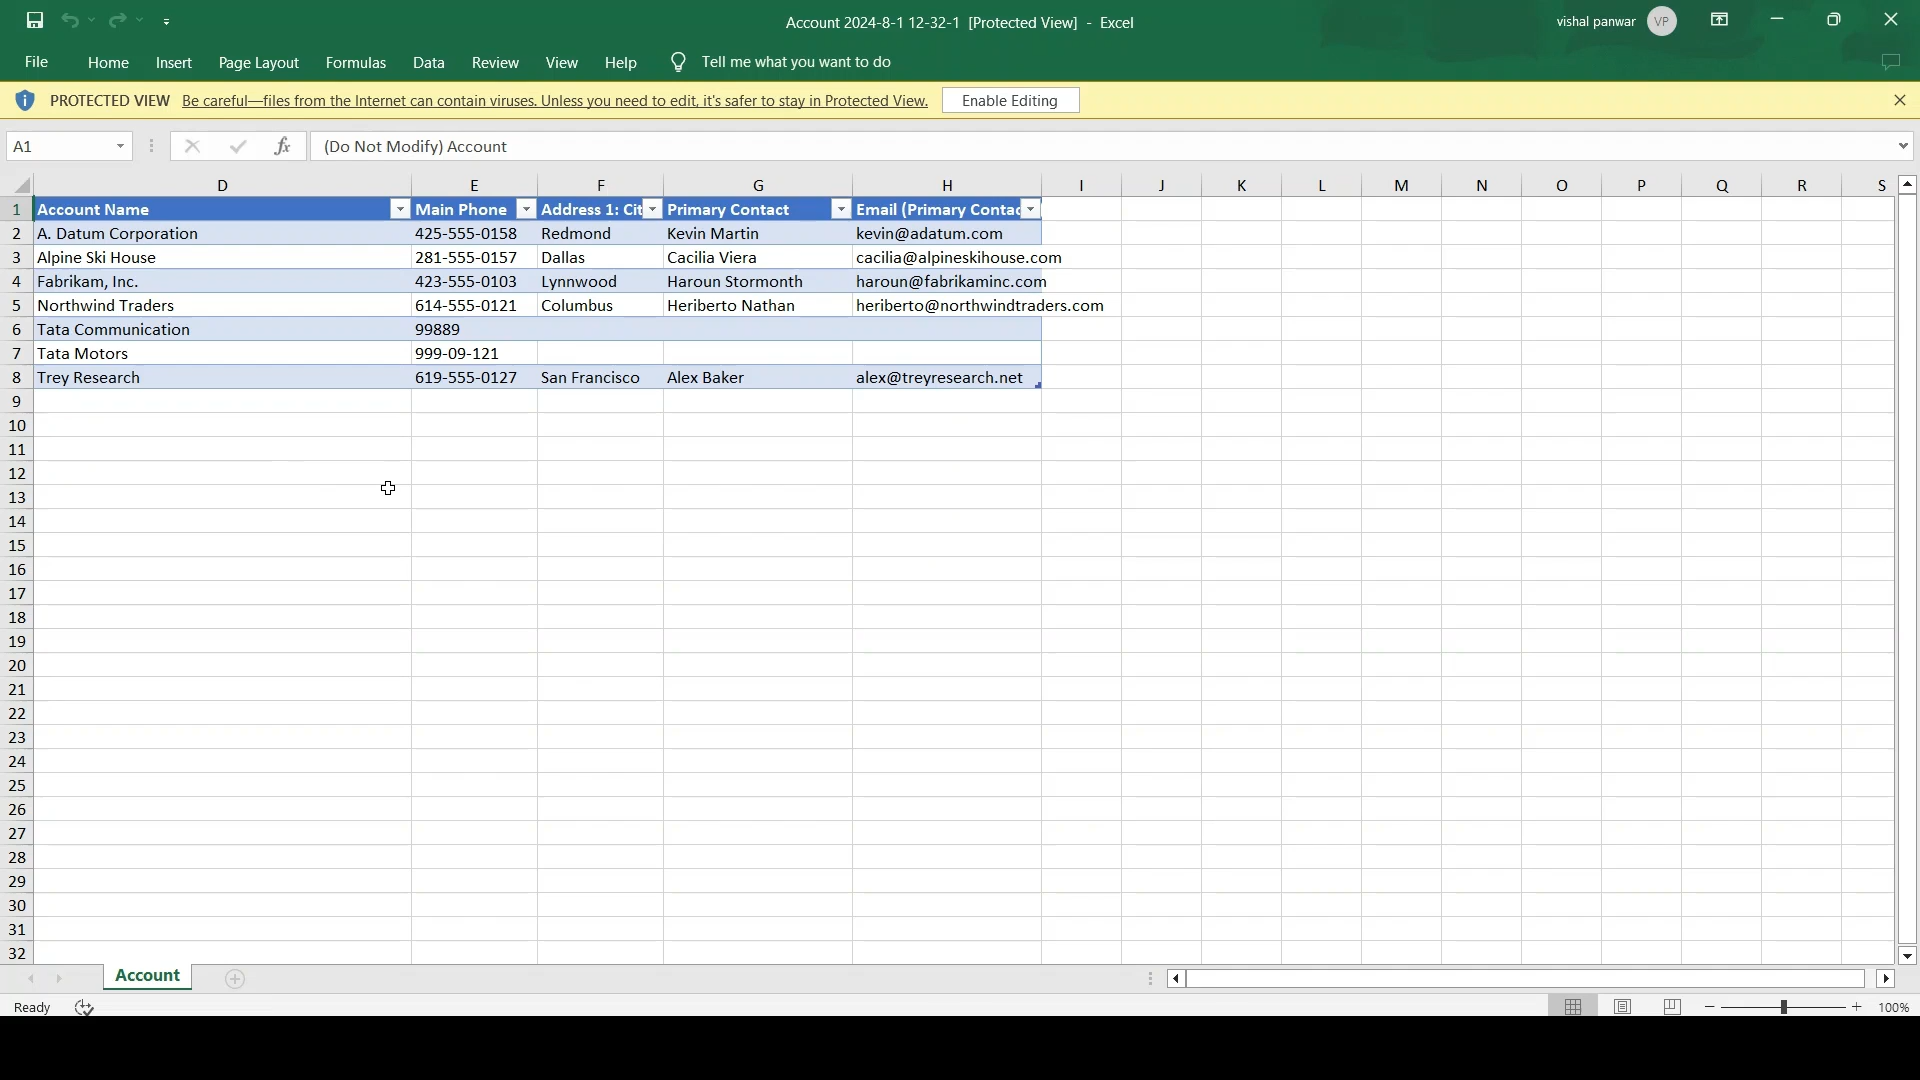 Account 2024-8-1 12-32-1 [Protected View] - Excel
vishal panwar VP
File Home Insert Page Layout Formulas Data Review View Help Tell me what you want to do
PROTECTED VIEW Be careful—files from the Internet can contain viruses. Unless you need to edit, it's safer to stay in Protected View. Enable Editing
A1 fx (Do Not Modify) Account
D E F G H I J K L M N O P Q R S
1 Account Name Main Phone Address 1: Cit Primary Contact Email (Primary Contac
2 A. Datum Corporation 425-555-0158 Redmond Kevin Martin kevin@adatum.com
3 Alpine Ski House 281-555-0157 Dallas Cacilia Viera cacilia@alpineskihouse.com
4 Fabrikam, Inc. 423-555-0103 Lynnwood Haroun Stormonth haroun@fabrikaminc.com
5 Northwind Traders 614-555-0121 Columbus Heriberto Nathan heriberto@northwindtraders.com
6 Tata Communication 99889
7 Tata Motors 999-09-121
8 Trey Research 619-555-0127 San Francisco Alex Baker alex@treyresearch.net
9
10
11
12
13
14
15
16
17
18
19
20
21
22
23
24
25
26
27
28
29
30
31
32
Account
Ready 100%